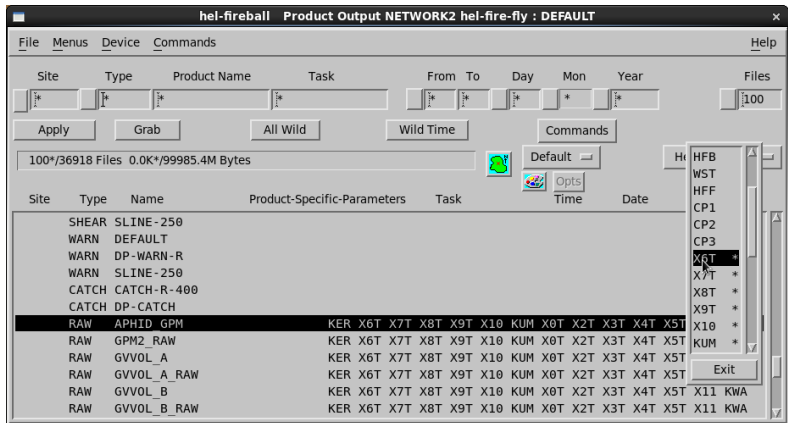 hel-fireball Product Output NETWORK2 hel-fire-fly : DEFAULT ×
File Menus Device Commands Help
Site Type Product Name Task From To Day Mon Year Files
* * * * * * * * * 100
Apply Grab All Wild Wild Time Commands
100*/36918 Files 0.0K*/99985.4M Bytes
Default
Opts
Site Type Name Product-Specific-Parameters Task Time Date
SHEAR SLINE-250
WARN DEFAULT
WARN DP-WARN-R
WARN SLINE-250
CATCH CATCH-R-400
CATCH DP-CATCH
RAW APHID_GPM KER X6T X7T X8T X9T X10 KUM X0T X2T X3T X4T X5T
RAW GPM2_RAW KER X6T X7T X8T X9T X10 KUM X0T X2T X3T X4T X5T
RAW GVVOL_A KER X6T X7T X8T X9T X10 KUM X0T X2T X3T X4T X5T
RAW GVVOL_A_RAW KER X6T X7T X8T X9T X10 KUM X0T X2T X3T X4T X5T
RAW GVVOL_B KER X6T X7T X8T X9T X10 KUM X0T X2T X3T X4T X5T X11 KWA
RAW GVVOL_B_RAW KER X6T X7T X8T X9T X10 KUM X0T X2T X3T X4T X5T X11 KWA
HFB
WST
HFF
CP1
CP2
CP3
X6T *
X7T *
X8T *
X9T *
X10 *
KUM *
Exit